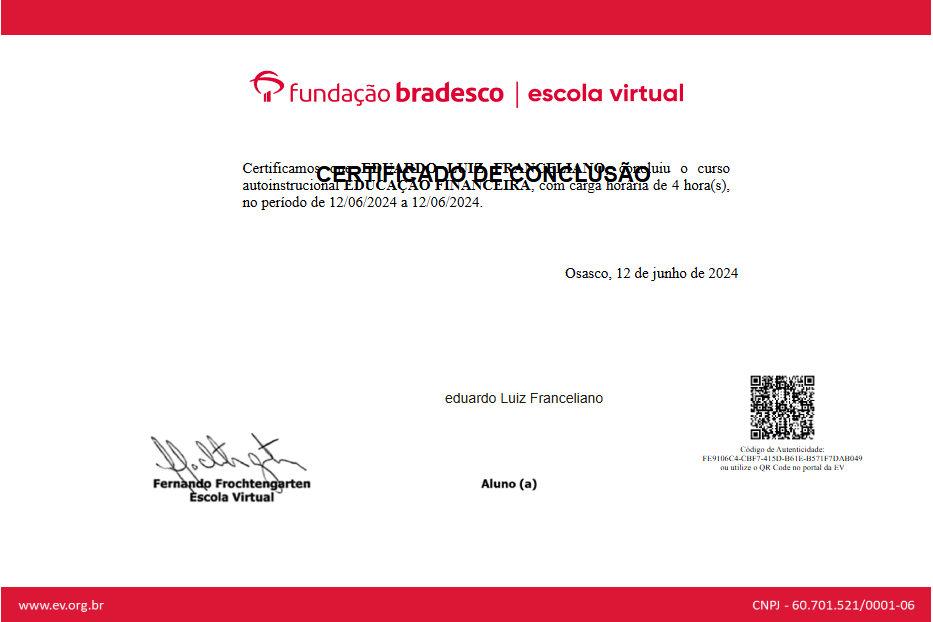 fundação bradesco | escola virtual
CERTIFICADO DE CONCLUSÃO
Certificamos que EDUARDO LUIZ FRANCELIANO, concluiu o curso
autoinstrucional EDUCAÇÃO FINANCEIRA, com carga horária de 4 hora(s),
no período de 12/06/2024 a 12/06/2024.
Osasco, 12 de junho de 2024
eduardo Luiz Franceliano
Fernando Frochtengarten
Escola Virtual
Aluno (a)
Código de Autenticidade:
FE9106C4-CBF7-415D-B61E-B571F7DAB049
ou utilize o QR Code no portal da EV
www.ev.org.br
CNPJ - 60.701.521/0001-06